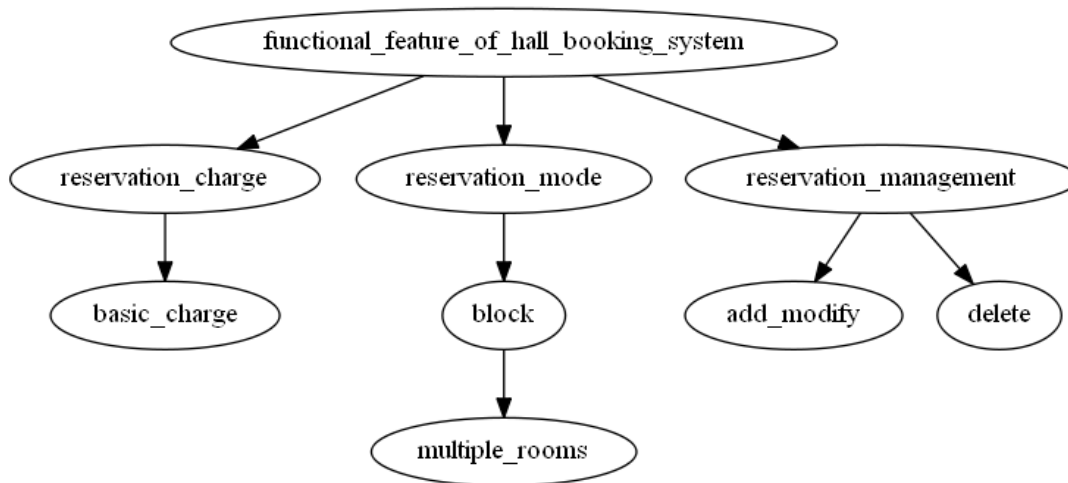 functional_feature_of_hall_booking_system
reservation_charge
reservation_mode
reservation_management
basic_charge
block
add_modify
delete
multiple_rooms